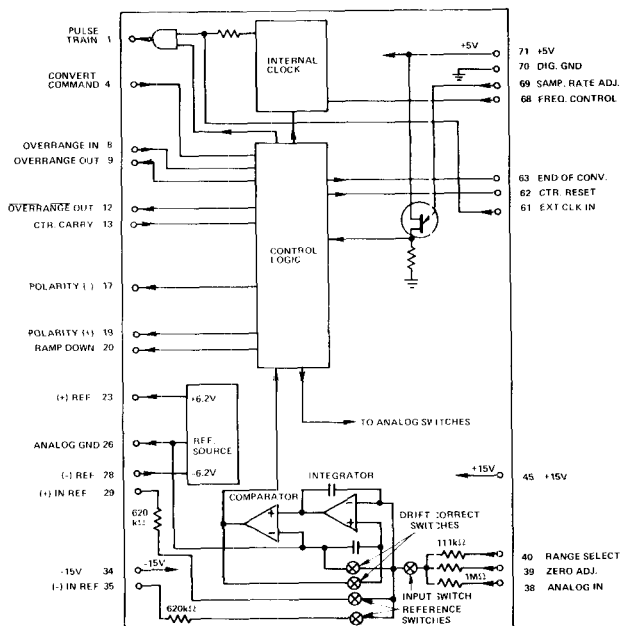 PULSE
TRAIN 1
CONVERT
COMMAND 4
OVERRANGE IN 8
OVERRANGE OUT 9
OVERRANGE OUT 12
CTR. CARRY 13
POLARITY (-) 17
POLARITY (+) 19
RAMP DOWN 20
(+) REF 23
ANALOG GND 26
(-) REF 28
(+) IN REF 29
-15V 34
(-) IN REF 35
INTERNAL
CLOCK
CONTROL
LOGIC
+6.2V
REF.
SOURCE
-6.2V
620
kΩ
-15V
620kΩ
TO ANALOG SWITCHES
INTEGRATOR
COMPARATOR
+
-
-
+
DRIFT CORRECT
SWITCHES
INPUT SWITCH
REFERENCE
SWITCHES
111kΩ
1MΩ
+5V
+15V
71 +5V
70 DIG. GND
69 SAMP. RATE ADJ.
68 FREQ. CONTROL
63 END OF CONV.
62 CTR. RESET
61 EXT CLK IN
45 +15V
40 RANGE SELECT
39 ZERO ADJ.
38 ANALOG IN